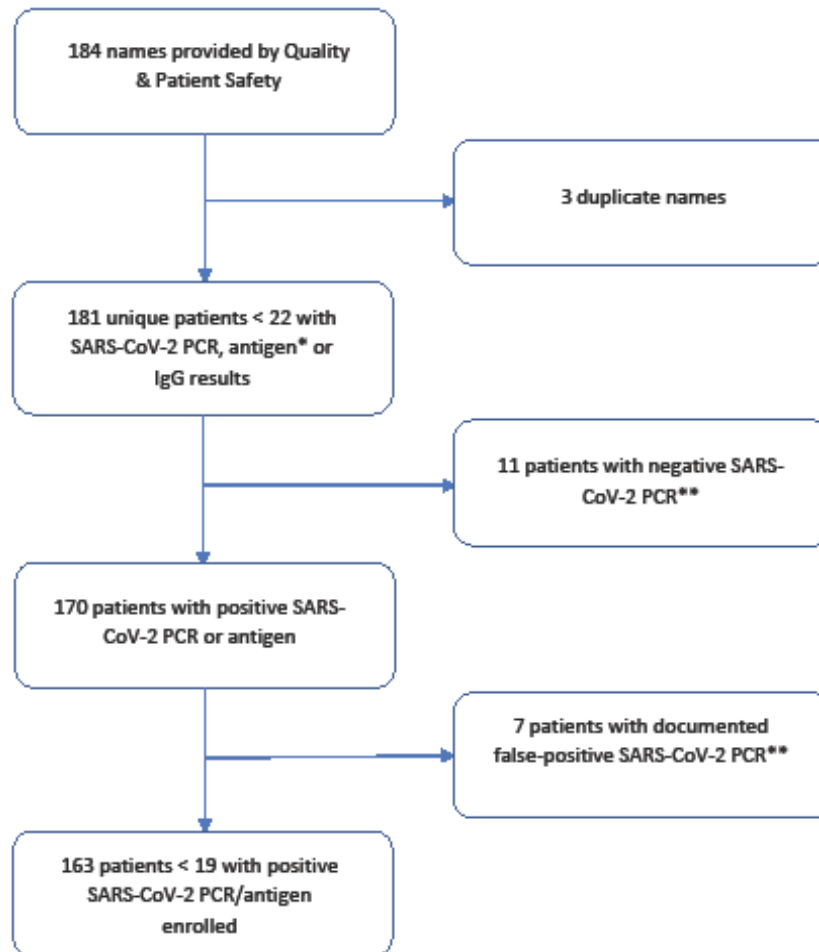 184 names provided by Quality
& Patient Safety
3 duplicate names
181 unique patients < 22 with
SARS-CoV-2 PCR, antigen* or
IgG results
11 patients with negative SARS-
CoV-2 PCR**
170 patients with positive SARS-
CoV-2 PCR or antigen
7 patients with documented
false-positive SARS-CoV-2 PCR**
163 patients < 19 with positive
SARS-CoV-2 PCR/antigen
enrolled